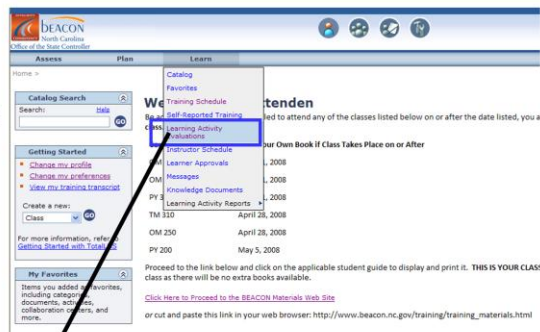 BEACON
North Carolina
Office of the State Controller
Assess Plan Learn
Home >
Catalog Search
Search: Help
GO
Getting Started
Change my profile
Change my preferences
View my training transcript
Create a new:
Class GO
For more information, refer to
Getting Started with
My Favorites
Items you added as favorites,
including categories,
documents, activities,
collaboration centers, and
more.
Catalog
Favorites
Training Schedule
Self-Reported Training
Learning Activity
Evaluations
Instructor Schedule
Learner Approvals
Messages
Knowledge Documents
Learning Activity Reports
We ttenden
led to attend any of the classes listed below on or after the date listed, you a
class
our Own Book if Class Takes Place on or After
OM 1, 2008
OM , 2008
PY 3 , 2008
TM 310 April 28, 2008
OM 250 April 28, 2008
PY 200 May 5, 2008
Proceed to the link below and click on the applicable student guide to display and print it. THIS IS YOUR CLASS
class as there will be no extra books available.
Click Here to Proceed to the BEACON Materials Web Site
or cut and paste this link in your web browser: http://www.beacon.nc.gov/training/training_materials.html